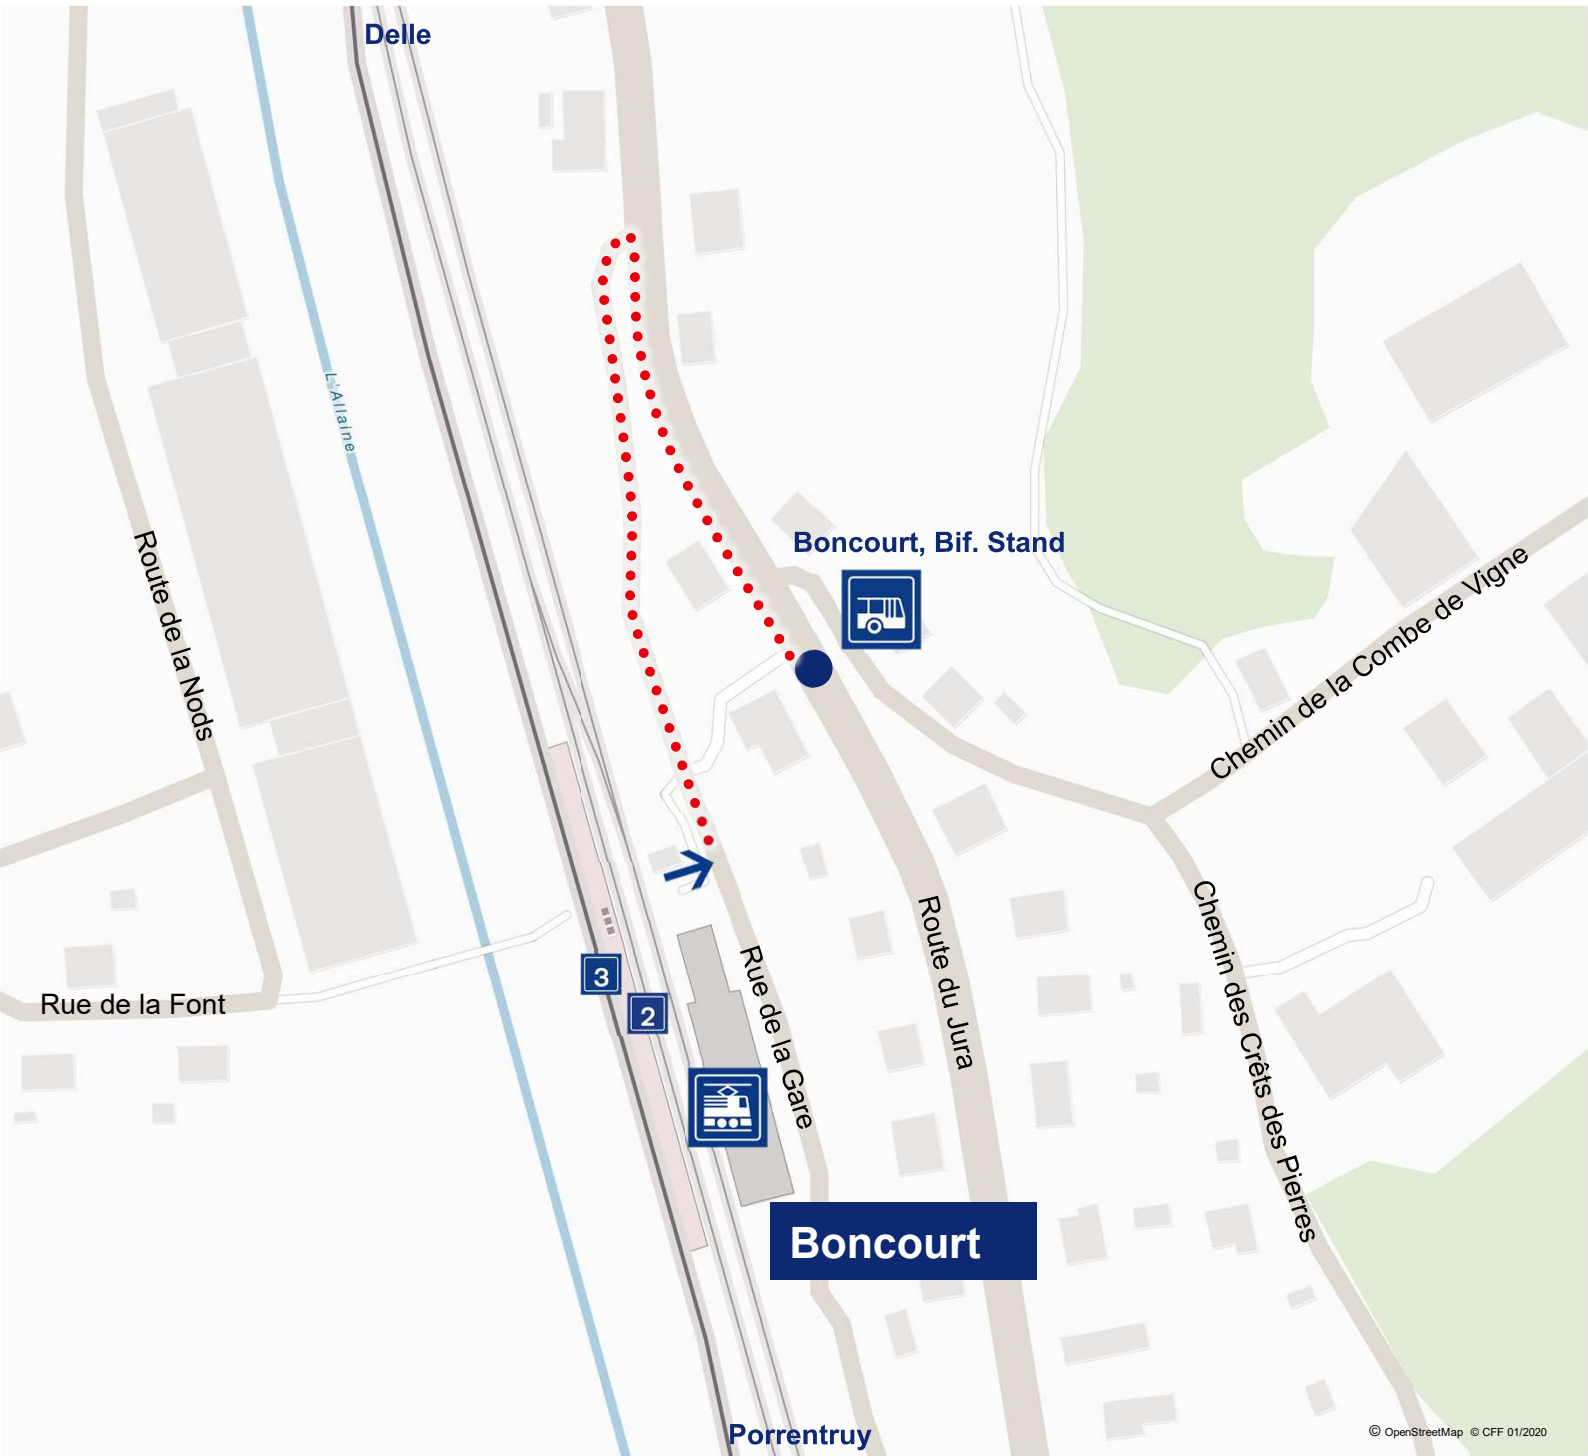 Delle
L'Allaine
Boncourt, Bif. Stand
Route de la Nods
Chemin de la Combe de Vigne
Rue de la Font
3
2
Rue de la Gare
Route du Jura
Chemin des Crêts des Pierres
Boncourt
Porrentruy
© OpenStreetMap © CFF 01/2020